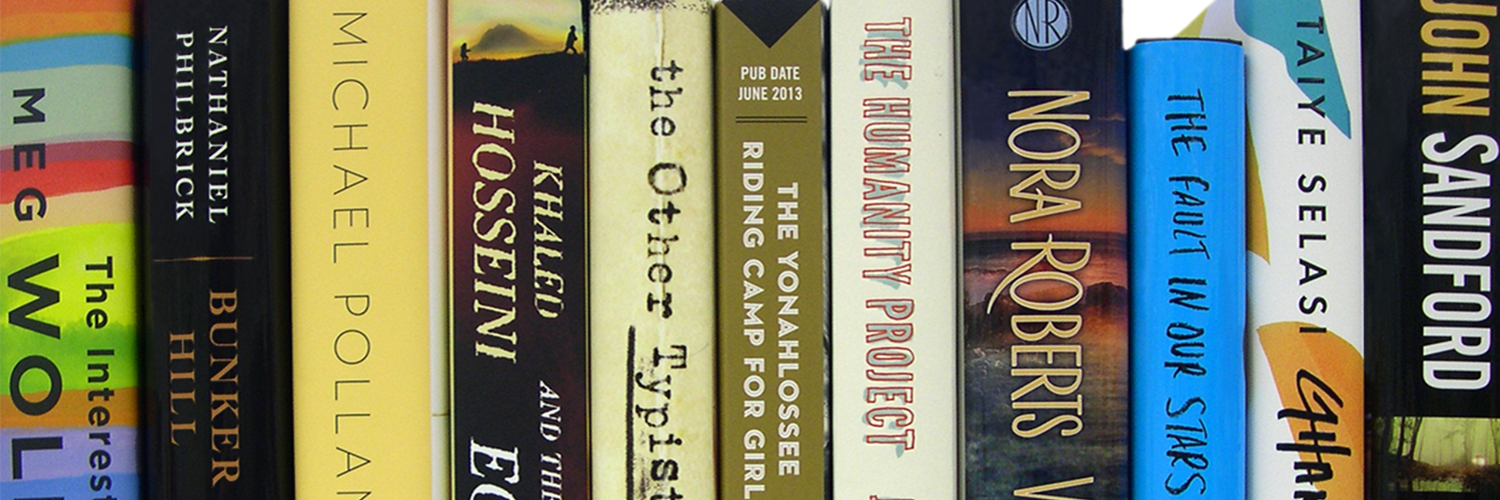 MEG WOL
The Interest
NATHANIEL
PHILBRICK
BUNKER
HILL
MICHAEL POLLAN
KHALED
HOSSEINI
AND THE
EC
the Other Typist
PUB DATE
JUNE 2013
THE YONAHLOSSEE
RIDING CAMP FOR GIRL
THE HUMANITY PROJECT
NR
NORA ROBERTS
THE FAULT IN OUR STARS
TAIYE SELASI
GHAN
JOHN SANDFORD